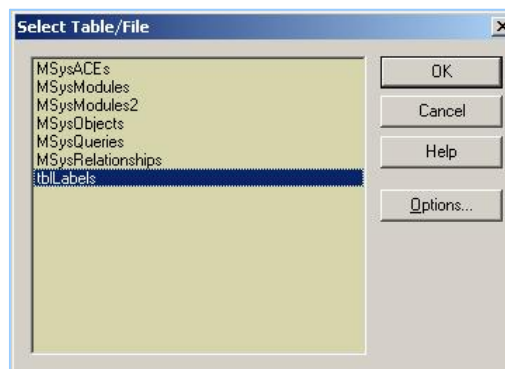 Select Table/File
MSysACEs
MSysModules
MSysModules2
MSysObjects
MSysQueries
MSysRelationships
tblLabels
OK
Cancel
Help
Options...